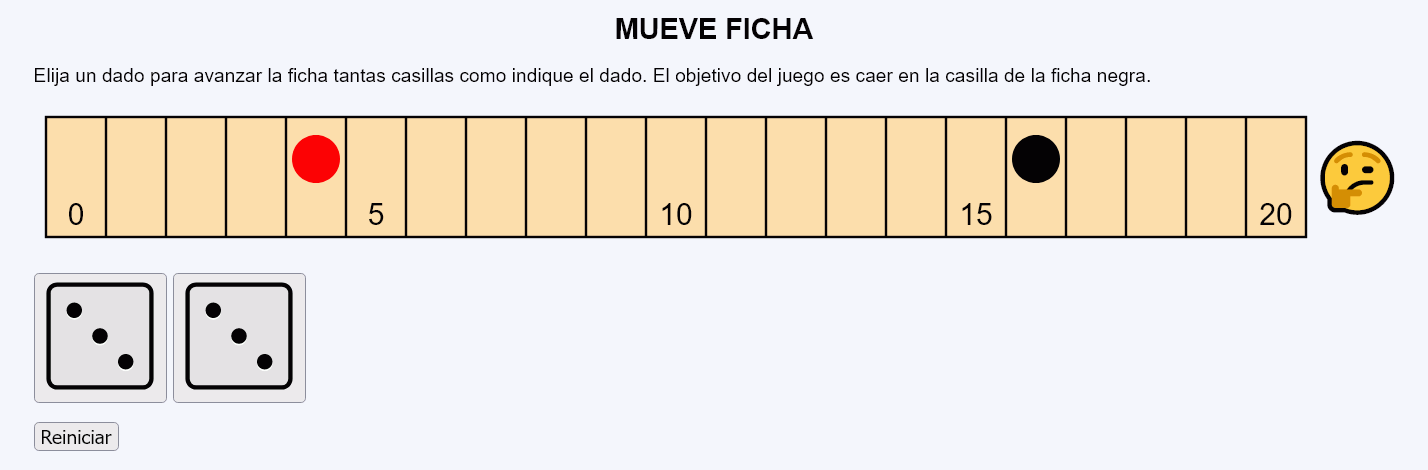 MUEVE FICHA
Elija un dado para avanzar la ficha tantas casillas como indique el dado. El objetivo del juego es caer en la casilla de la ficha negra.
0 5 10 15 20
Reiniciar